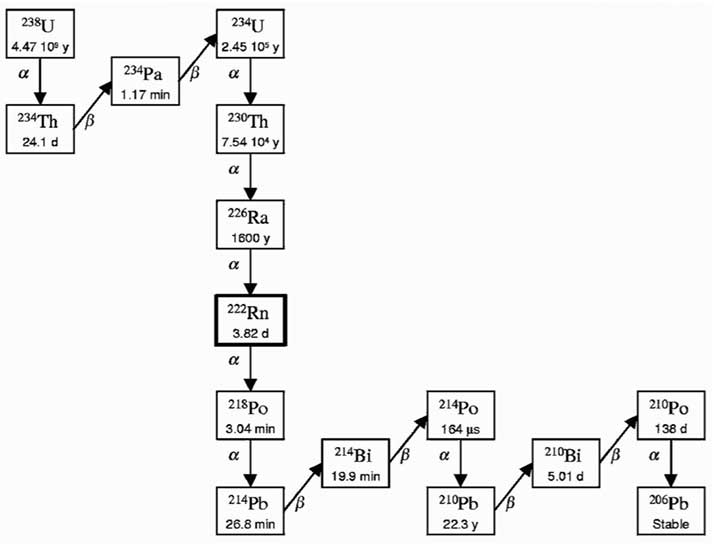 ²³⁸U
4.47 10⁹ y
α
²³⁴Th
24.1 d
β
²³⁴Pa
1.17 min
β
²³⁴U
2.45 10⁵ y
α
²³⁰Th
7.54 10⁴ y
α
²²⁶Ra
1600 y
α
²²²Rn
3.82 d
α
²¹⁸Po
3.04 min
α
²¹⁴Pb
26.8 min
β
²¹⁴Bi
19.9 min
β
²¹⁴Po
164 µs
α
²¹⁰Pb
22.3 y
β
²¹⁰Bi
5.01 d
β
²¹⁰Po
138 d
α
²⁰⁶Pb
Stable